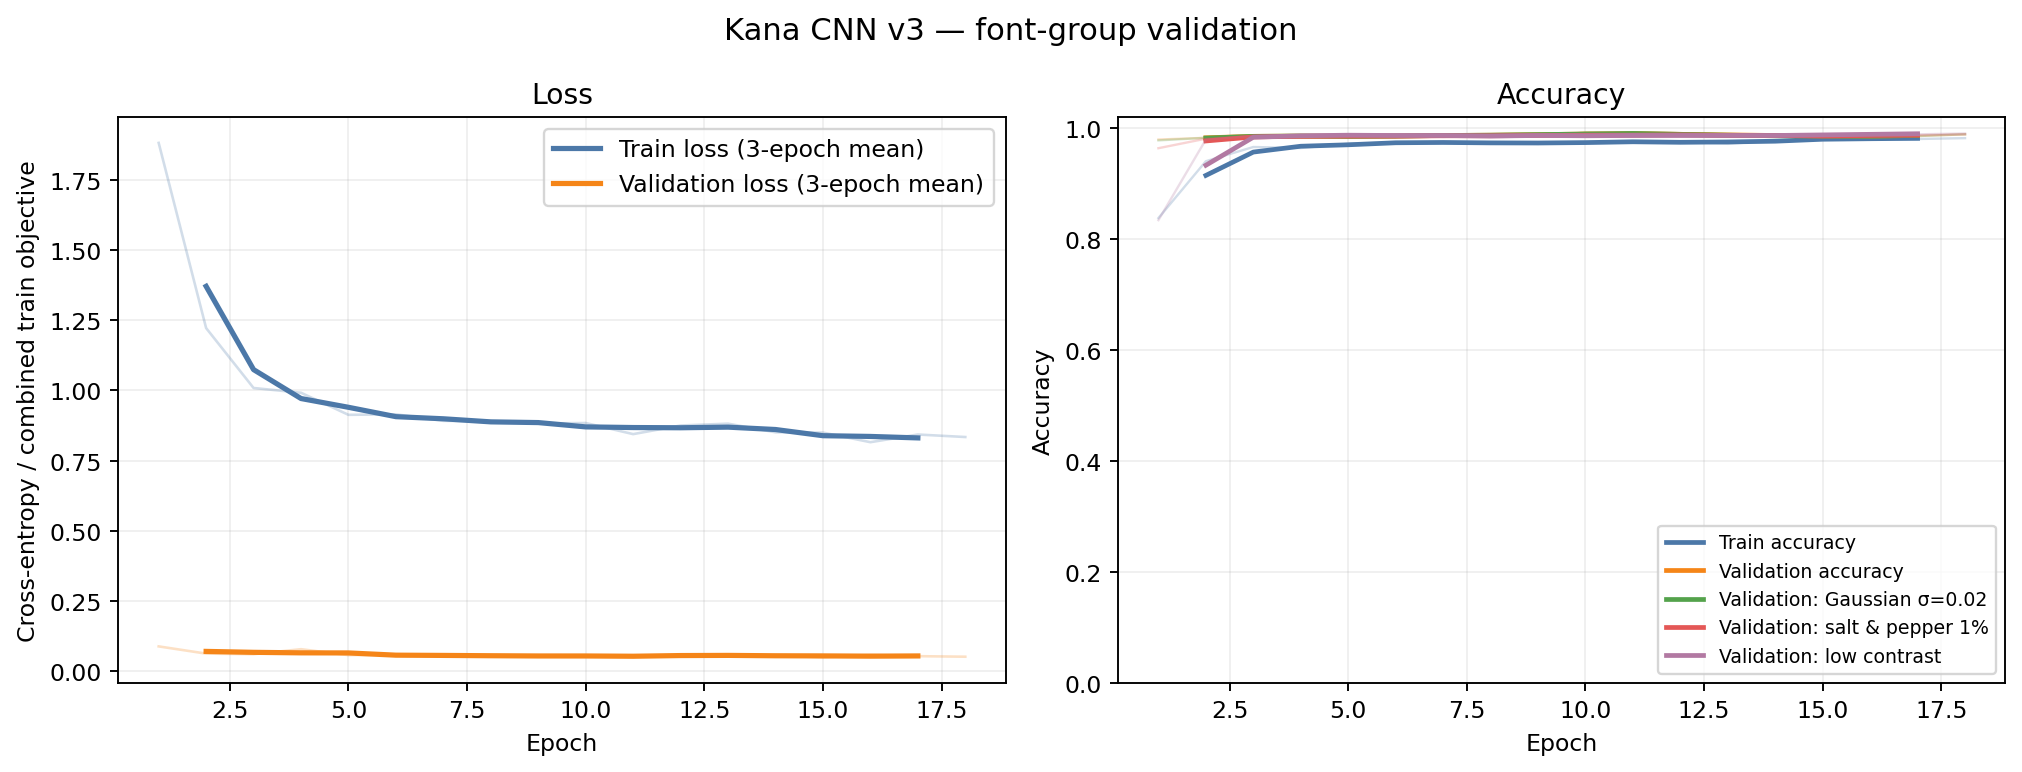 Kana CNN v3 — font-group validation
Loss
Cross-entropy / combined train objective
1.75
1.50
1.25
1.00
0.75
0.50
0.25
0.00
Train loss (3-epoch mean)
Validation loss (3-epoch mean)
2.5 5.0 7.5 10.0 12.5 15.0 17.5
Epoch
Accuracy
Accuracy
1.0
0.8
0.6
0.4
0.2
0.0
Train accuracy
Validation accuracy
Validation: Gaussian σ=0.02
Validation: salt & pepper 1%
Validation: low contrast
2.5 5.0 7.5 10.0 12.5 15.0 17.5
Epoch